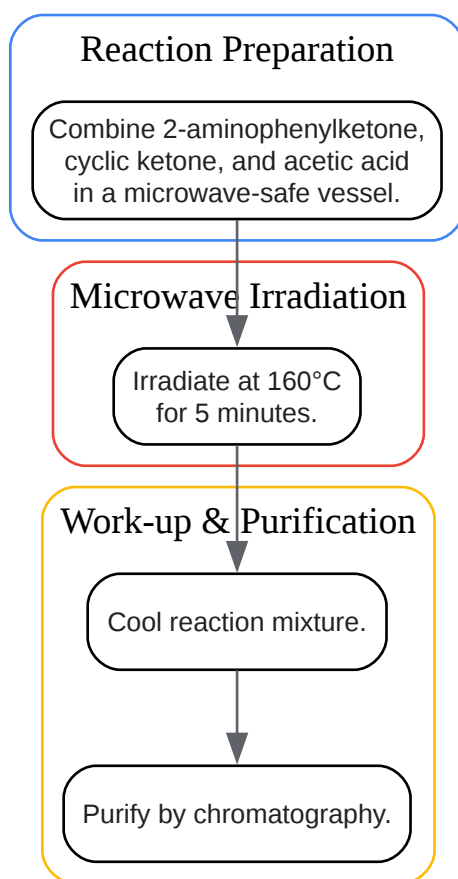 Reaction Preparation
Combine 2-aminophenylketone,
cyclic ketone, and acetic acid
in a microwave-safe vessel.
Microwave Irradiation
Irradiate at 160°C
for 5 minutes.
Work-up & Purification
Cool reaction mixture.
Purify by chromatography.